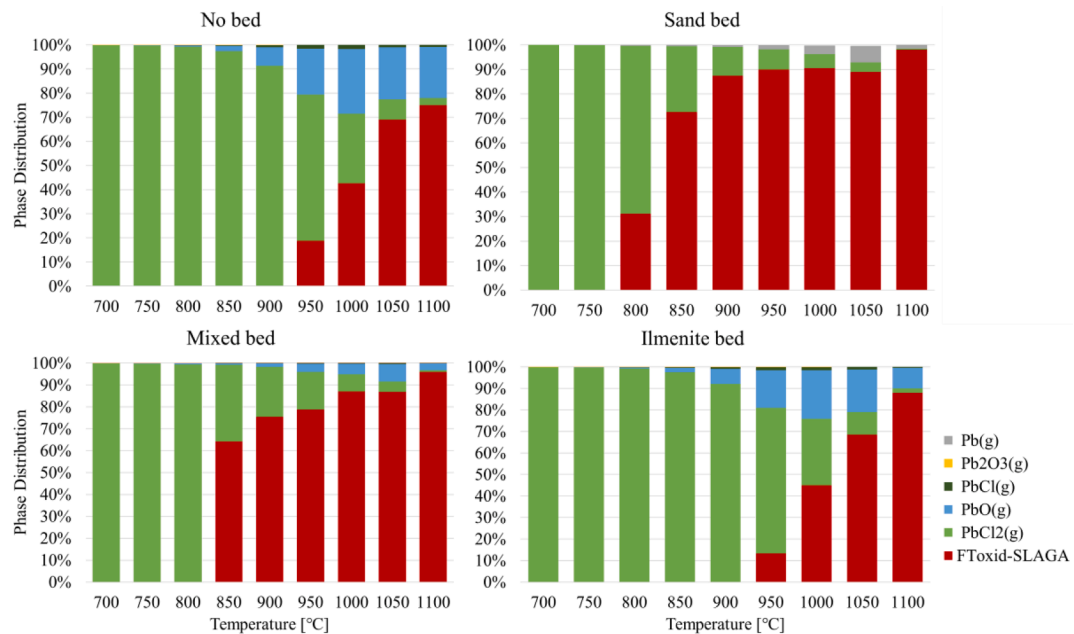 No bed
Sand bed
Phase Distribution
100%
90%
80%
70%
60%
50%
40%
30%
20%
10%
0%
700 750 800 850 900 950 1000 1050 1100
100%
90%
80%
70%
60%
50%
40%
30%
20%
10%
0%
700 750 800 850 900 950 1000 1050 1100
Mixed bed
Ilmenite bed
Phase Distribution
100%
90%
80%
70%
60%
50%
40%
30%
20%
10%
0%
700 750 800 850 900 950 1000 1050 1100
Temperature [°C]
100%
90%
80%
70%
60%
50%
40%
30%
20%
10%
0%
700 750 800 850 900 950 1000 1050 1100
Temperature [°C]
Pb(g)
Pb2O3(g)
PbCl(g)
PbO(g)
PbCl2(g)
FToxid-SLAGA